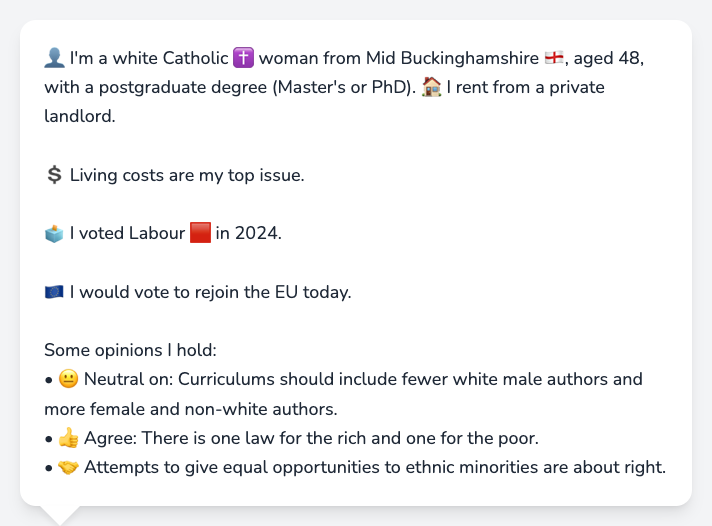 👤 I'm a white Catholic ✝️ woman from Mid Buckinghamshire 🏴󠁧󠁢󠁥󠁮󠁧󠁿, aged 48,
with a postgraduate degree (Master's or PhD). 🏠 I rent from a private
landlord.
💲 Living costs are my top issue.
🗳️ I voted Labour 🟥 in 2024.
🇪🇺 I would vote to rejoin the EU today.
Some opinions I hold:
• 😐 Neutral on: Curriculums should include fewer white male authors and
more female and non-white authors.
• 👍 Agree: There is one law for the rich and one for the poor.
• 🤝 Attempts to give equal opportunities to ethnic minorities are about right.